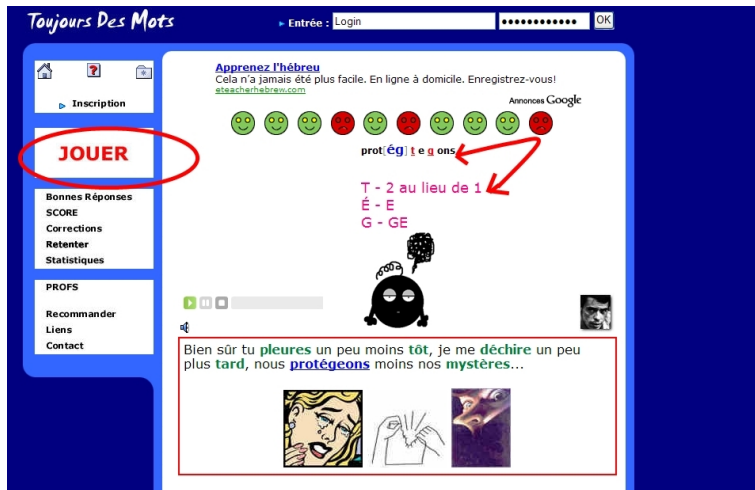 Toujours Des Mots
Entrée : Login •••••••••••• OK
Inscription
JOUER
Bonnes Réponses
SCORE
Corrections
Retenter
Statistiques
PROFS
Recommander
Liens
Contact
Apprenez l'hébreu
Cela n'a jamais été plus facile. En ligne à domicile. Enregistrez-vous!
eteacherhebrew.com
Annonces Google
prot[ég] t e g ons
T - 2 au lieu de 1
É - E
G - GE
Bien sûr tu pleures un peu moins tôt, je me déchire un peu
plus tard, nous protégeons moins nos mystères...